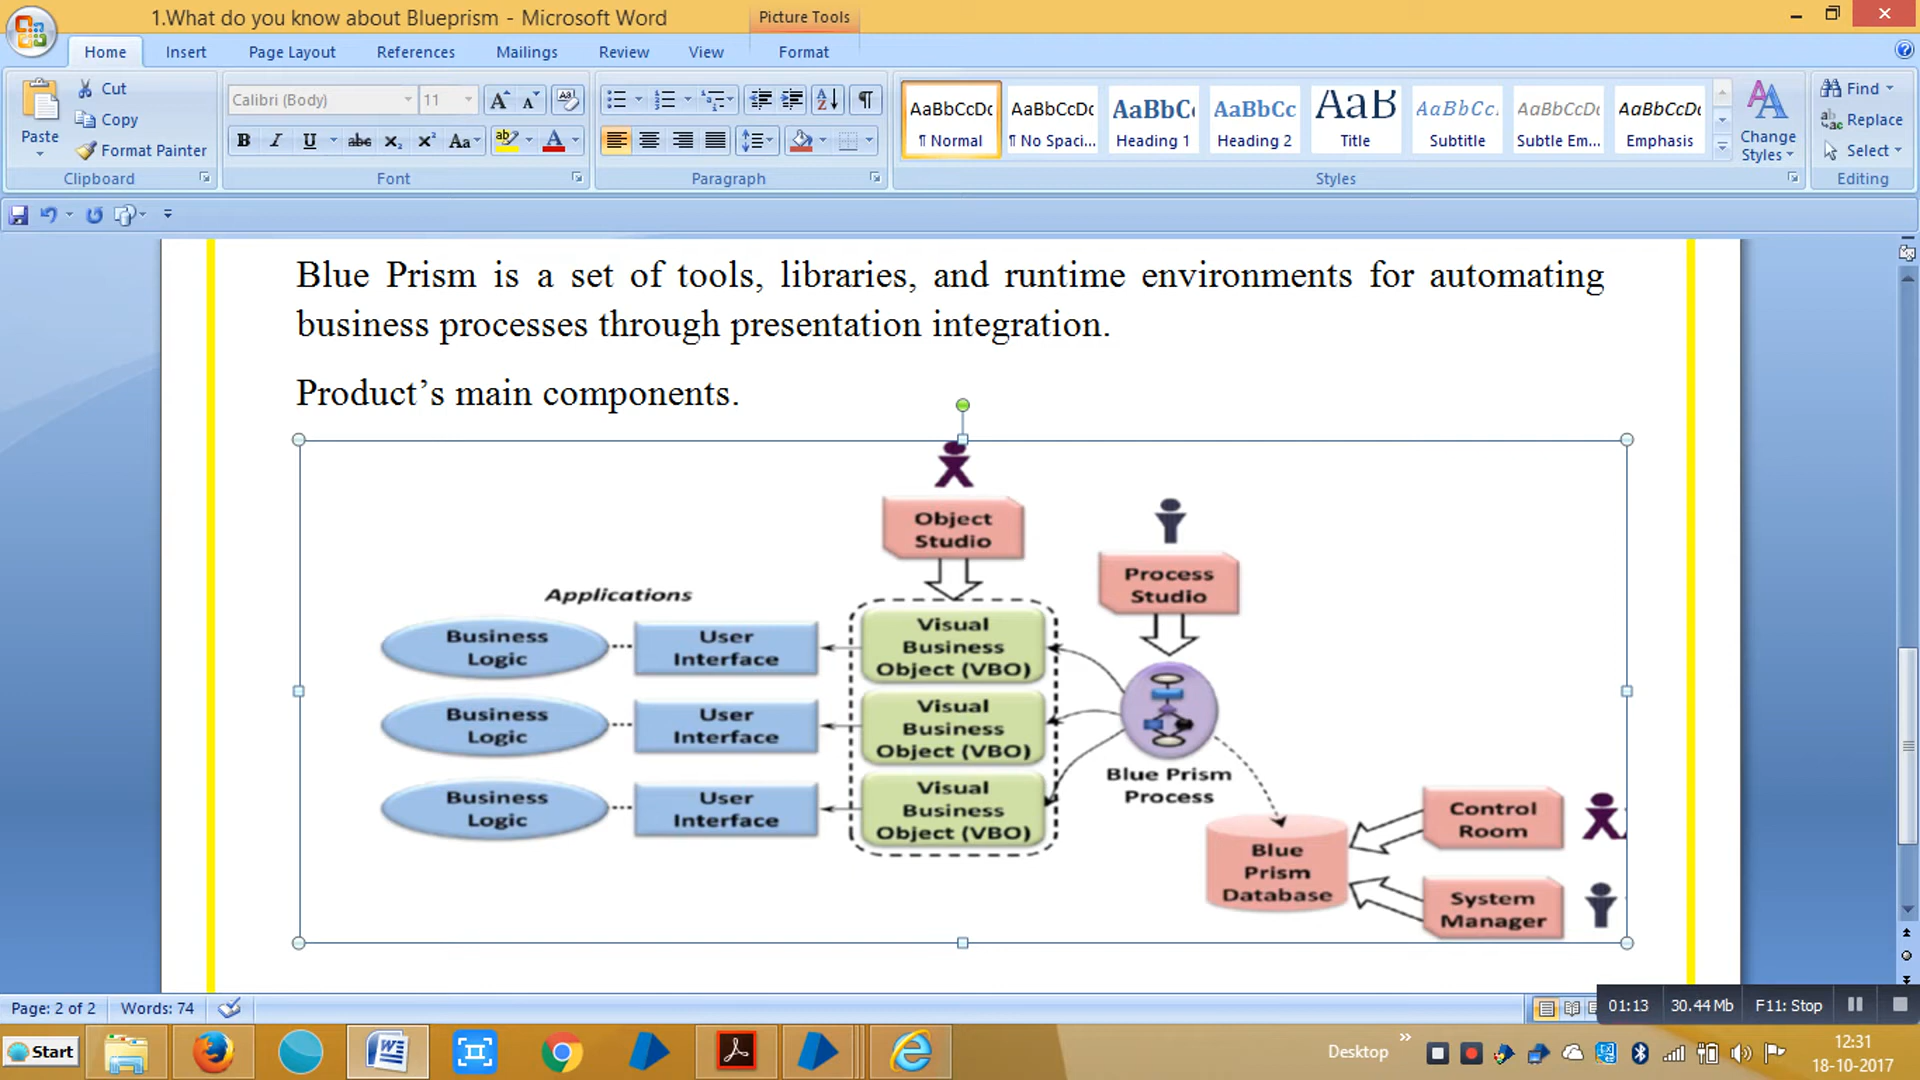 1.What do you know about Blueprism - Microsoft Word
Picture Tools
Home Insert Page Layout References Mailings Review View Format
Paste
Cut
Copy
Format Painter
Clipboard
Calibri (Body) 11
B I U abc X₂ X² Aa
Font
Paragraph
AaBbCcDc AaBbCcDc AaBbC AaBbCc AaB AaBbCc. AaBbCcDc AaBbCcDc
¶ Normal ¶ No Spaci... Heading 1 Heading 2 Title Subtitle Subtle Em... Emphasis
Change
Styles
Styles
Find
Replace
Select
Editing
Blue Prism is a set of tools, libraries, and runtime environments for automating
business processes through presentation integration.
Product’s main components.
Object
Studio
Process
Studio
Applications
Business
Logic
User
Interface
Visual
Business
Object (VBO)
Business
Logic
User
Interface
Visual
Business
Object (VBO)
Business
Logic
User
Interface
Visual
Business
Object (VBO)
Blue Prism
Process
Blue
Prism
Database
Control
Room
System
Manager
Page: 2 of 2 Words: 74
01:13 30.44 Mb F11: Stop
Start
Desktop
12:31
18-10-2017